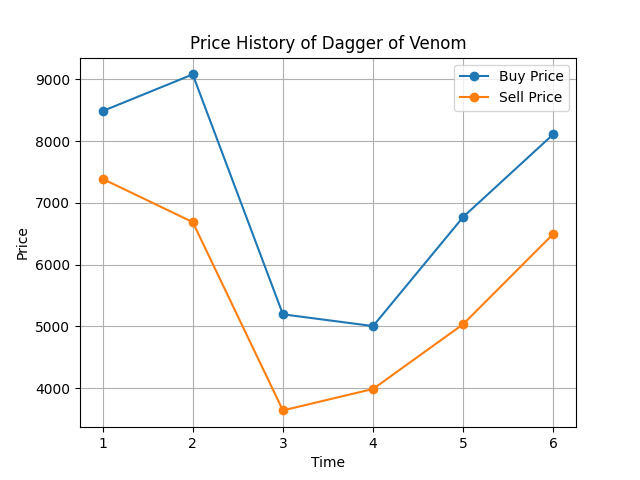 Price History of Dagger of Venom
Buy Price
Sell Price
9000
8000
7000
6000
5000
4000
Price
1 2 3 4 5 6
Time